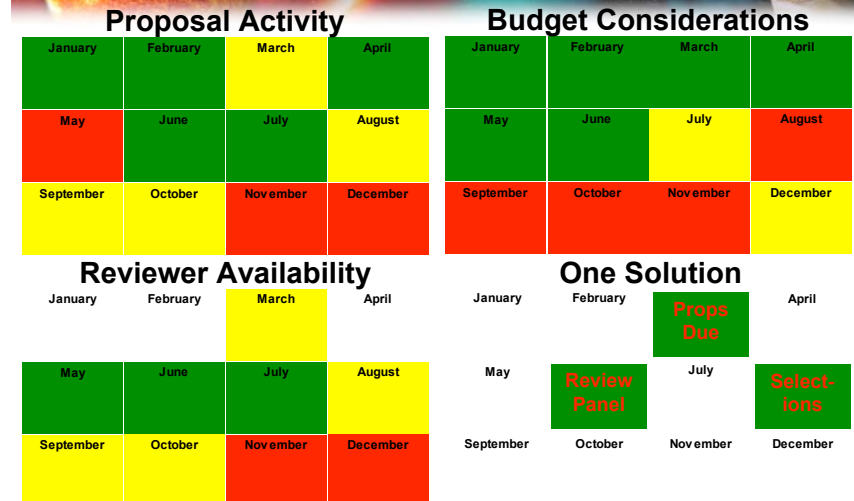 Proposal Activity
January February March April
May June July August
September October November December
Budget Considerations
January February March April
May June July August
September October November December
Reviewer Availability
January February March April
May June July August
September October November December
One Solution
January February Props Due April
May Review Panel July Select-ions
September October November December